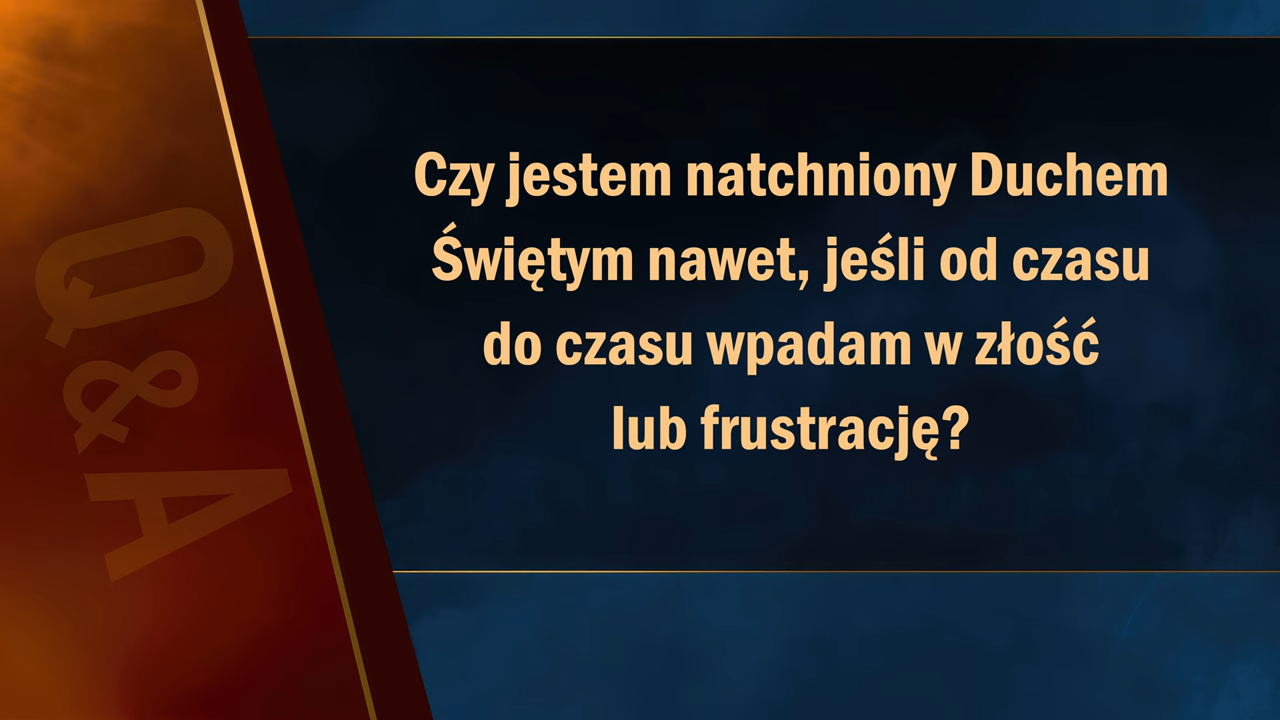 Q&A
Czy jestem natchniony Duchem
Świętym nawet, jeśli od czasu
do czasu wpadam w złość
lub frustrację?